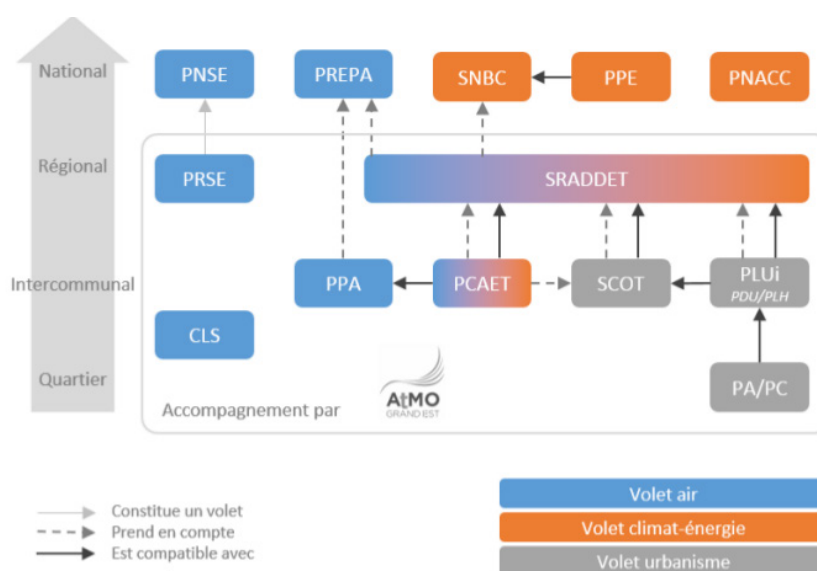 National
PNSE
PREPA
SNBC
PPE
PNACC
Régional
PRSE
SRADDET
Intercommunal
PPA
PCAET
SCOT
PLUi
PDU/PLH
CLS
Quartier
PA/PC
Accompagnement par
AtMO
GRAND EST
Constitue un volet
Prend en compte
Est compatible avec
Volet air
Volet climat-énergie
Volet urbanisme